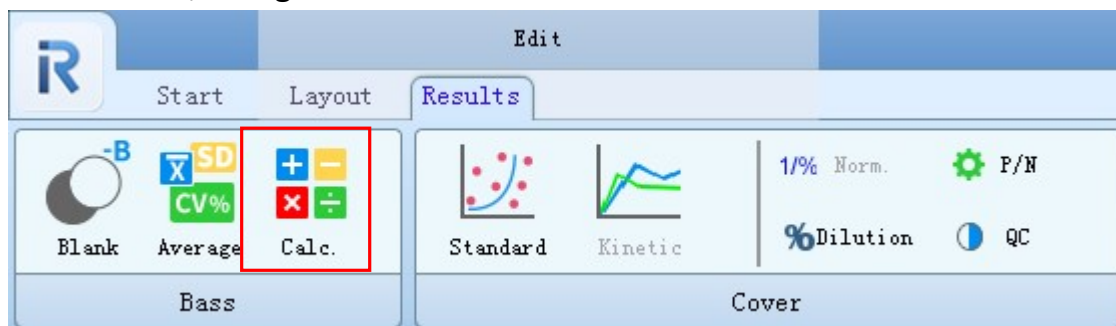 Edit
iR
Start Layout Results
-B X SD CV%
+ − × ÷
1/% Norm. P/N
Blank Average Calc. Standard Kinetic %Dilution QC
Bass Cover